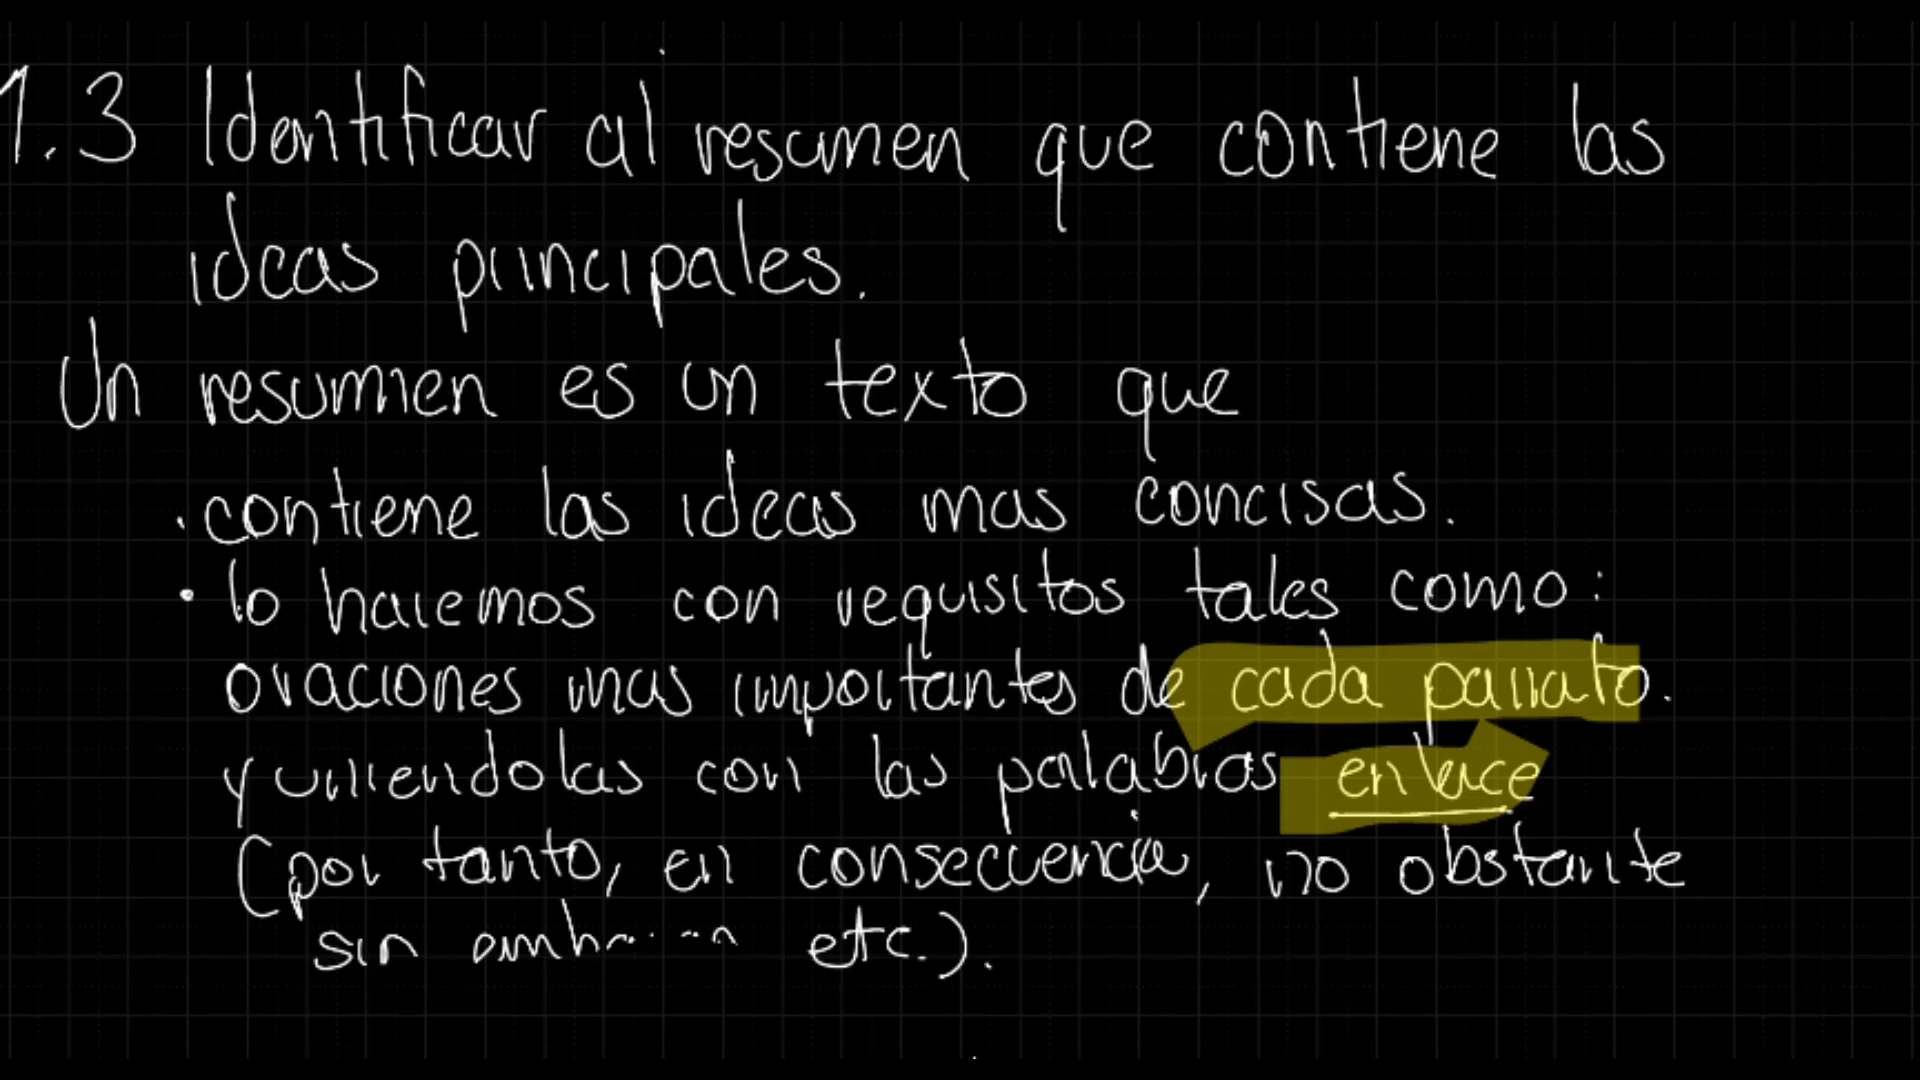 1.3 Identificar al resumen que contiene las
ideas principales.
Un resumen es un texto que
· contiene las ideas mas concisas.
• lo hacemos con requisitos tales como:
oraciones mas importantes de cada parrafo.
y uniendolas con las palabras enlace
(por tanto, en consecuencia, no obstante
sin etc.).